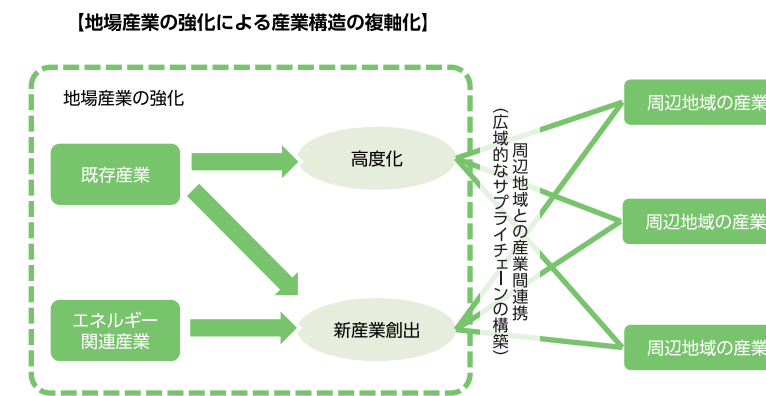 【地場産業の強化による産業構造の複軸化】
地場産業の強化
既存産業
高度化
エネルギー
関連産業
新産業創出
周辺地域との産業間連携
(広域的なサプライチェーンの構築)
周辺地域の産業
周辺地域の産業
周辺地域の産業